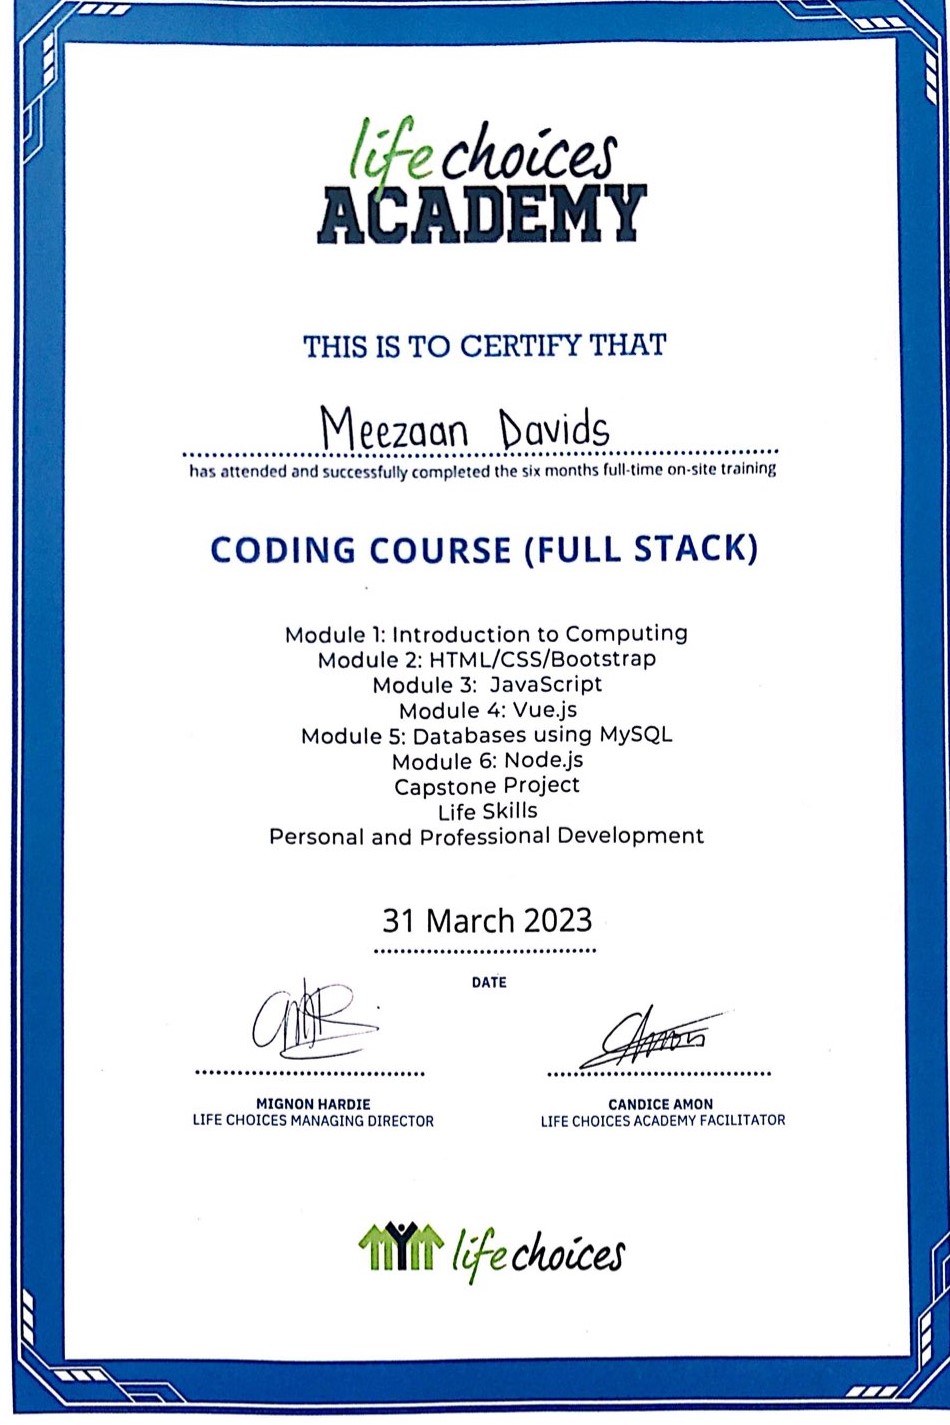 life choices
ACADEMY
THIS IS TO CERTIFY THAT
Meezaan Davids
has attended and successfully completed the six months full-time on-site training
CODING COURSE (FULL STACK)
Module 1: Introduction to Computing
Module 2: HTML/CSS/Bootstrap
Module 3: JavaScript
Module 4: Vue.js
Module 5: Databases using MySQL
Module 6: Node.js
Capstone Project
Life Skills
Personal and Professional Development
31 March 2023
DATE
MIGNON HARDIE
LIFE CHOICES MANAGING DIRECTOR
CANDICE AMON
LIFE CHOICES ACADEMY FACILITATOR
life choices